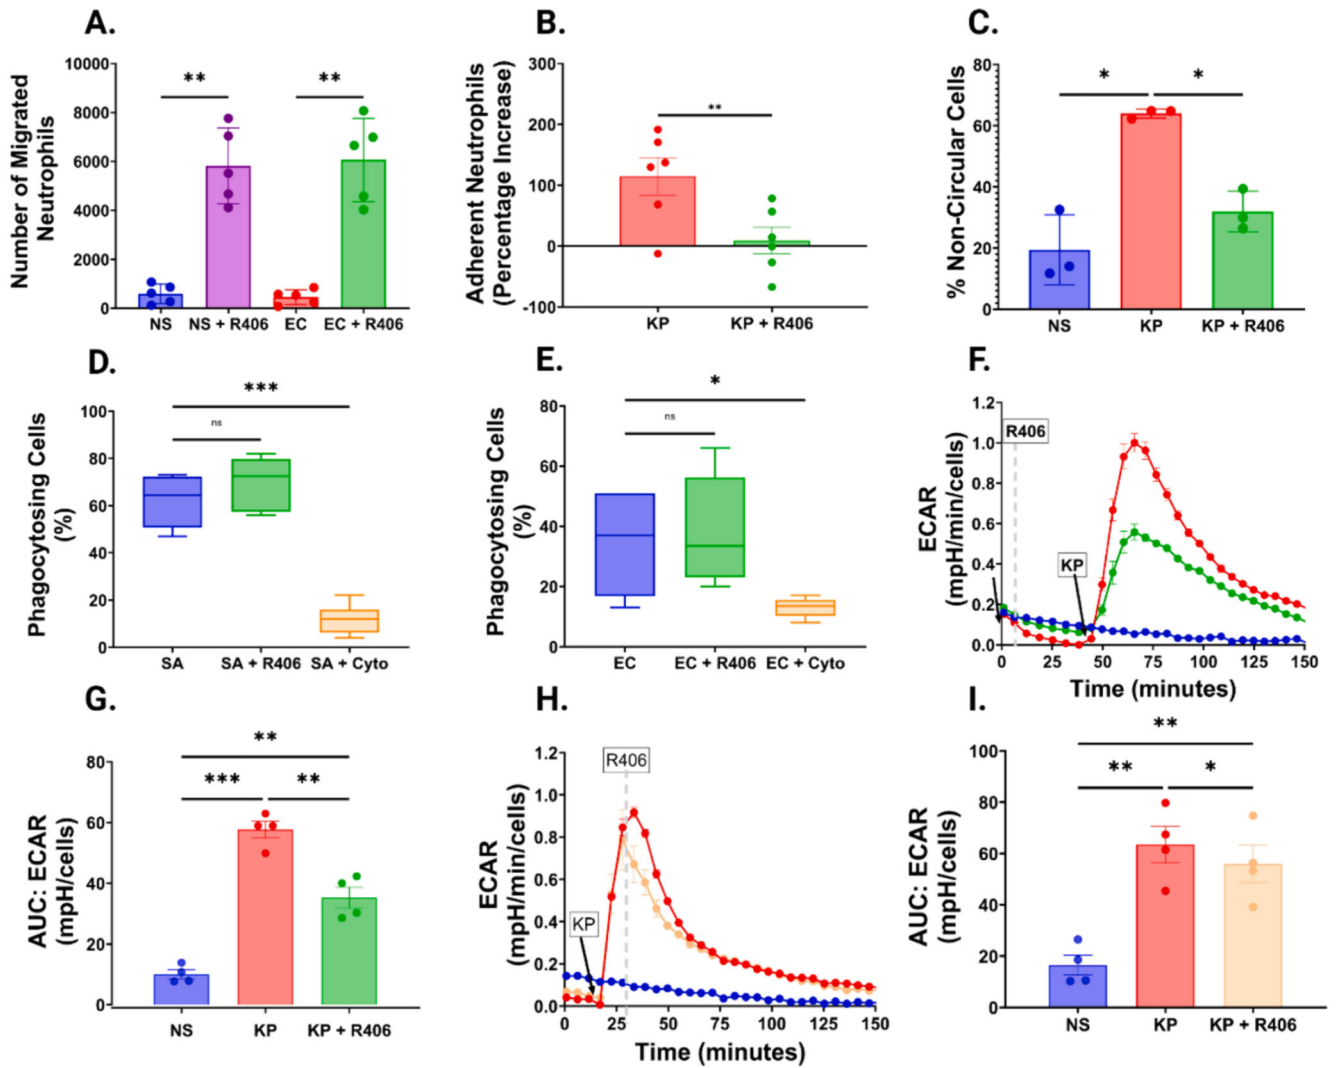 A.
Number of Migrated
Neutrophils
10000
8000
6000
4000
2000
0
**
**
NS
NS + R406
EC
EC + R406
B.
Adherent Neutrophils
(Percentage Increase)
300
200
100
0
-100
**
KP
KP + R406
C.
% Non-Circular Cells
80
60
40
20
0
*
*
NS
KP
KP + R406
D.
Phagocytosing Cells
(%)
100
80
60
40
20
0
***
ns
SA
SA + R406
SA + Cyto
E.
Phagocytosing Cells
(%)
80
60
40
20
0
*
ns
EC
EC + R406
EC + Cyto
F.
ECAR
(mpH/min/cells)
1.2
1.0
0.8
0.6
0.4
0.2
0.0
R406
KP
0
25
50
75
100
125
150
Time (minutes)
G.
AUC: ECAR
(mpH/cells)
80
60
40
20
0
**
***
**
NS
KP
KP + R406
H.
ECAR
(mpH/min/cells)
1.2
1.0
0.8
0.6
0.4
0.2
0.0
R406
KP
0
25
50
75
100
125
150
Time (minutes)
I.
AUC: ECAR
(mpH/cells)
100
80
60
40
20
0
**
**
*
NS
KP
KP + R406